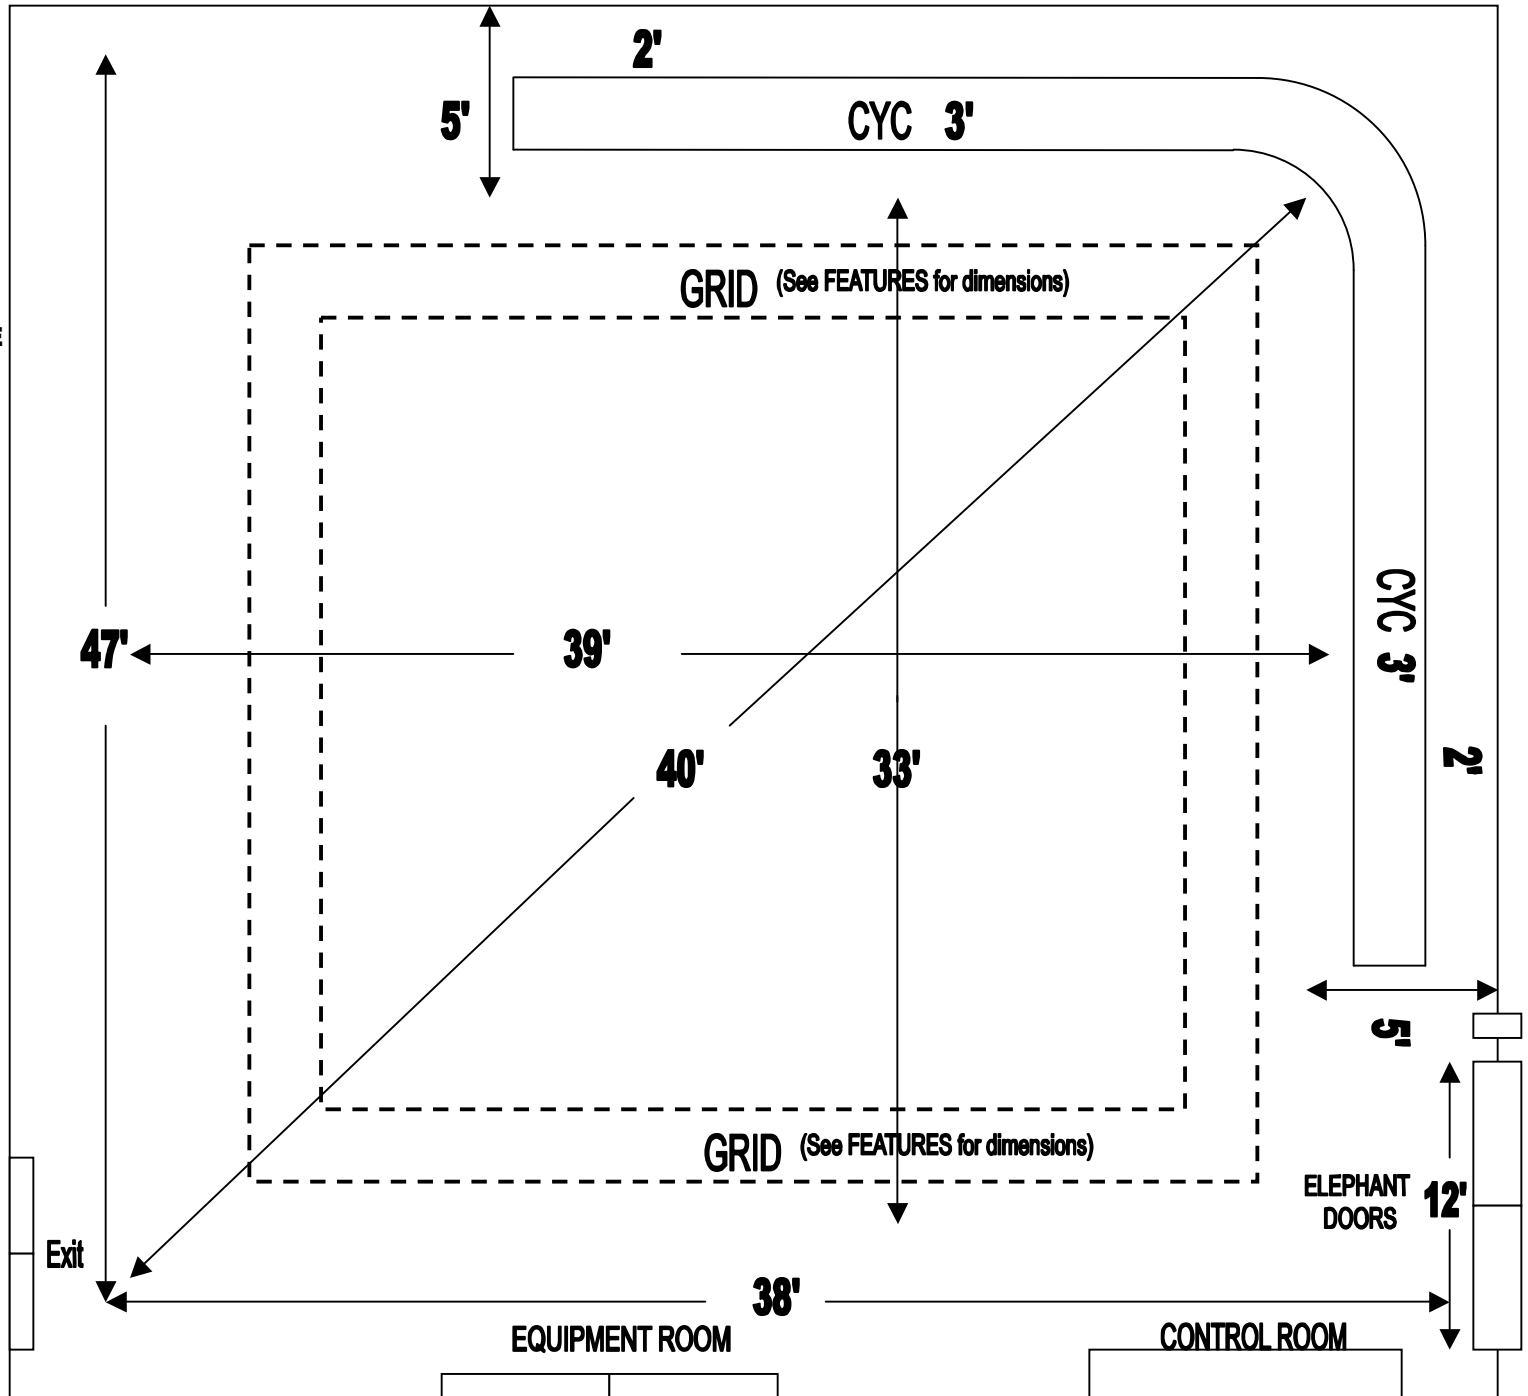 2'
5'
CYC 3'
GRID (See FEATURES for dimensions)
CYC 3'
47'
39'
2'
40'
33'
5'
GRID (See FEATURES for dimensions)
ELEPHANT
DOORS
12'
Exit
38'
EQUIPMENT ROOM
CONTROL ROOM